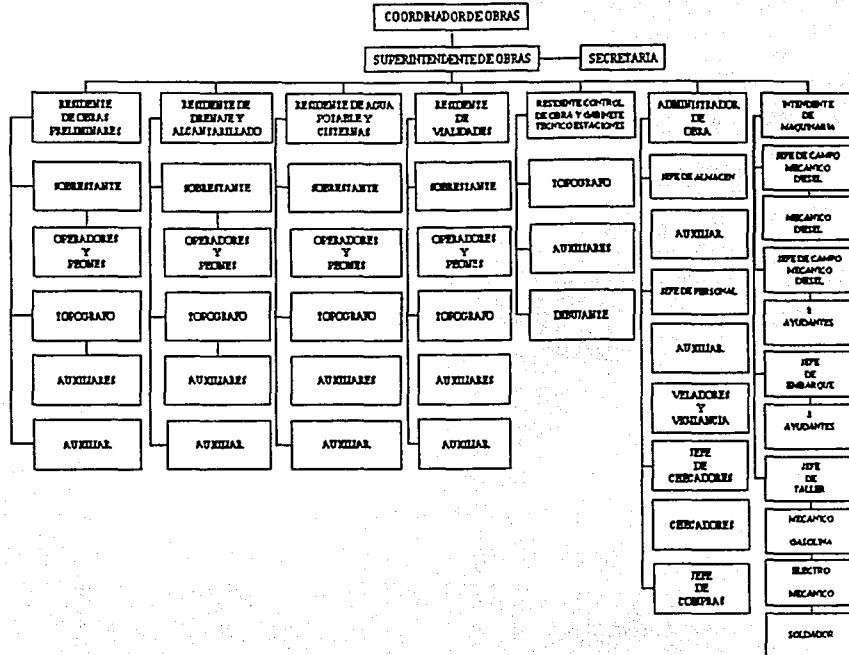 COORDINADOR DE OBRAS
SUPERINTENDENTE DE OBRAS
SECRETARIA
RESIDENTE
DE OBRAS
PRELIMINARES
SOBRESTANTE
OPERADORES
Y
PEONES
TOPOGRAFO
AUXILIARES
AUXILIAR
RESIDENTE DE
DRENAJE Y
ALCANTARILLADO
SOBRESTANTE
OPERADORES
Y
PEONES
TOPOGRAFO
AUXILIARES
AUXILIAR
RESIDENTE DE AGUA
POTABLE Y
CISTERNAS
SOBRESTANTE
OPERADORES
Y
PEONES
TOPOGRAFO
AUXILIARES
AUXILIAR
RESIDENTE
DE
VIALIDADES
SOBRESTANTE
OPERADORES
Y
PEONES
TOPOGRAFO
AUXILIARES
AUXILIAR
RESIDENTE CONTROL
DE OBRA Y GABINETE
TECNICO ESTACIONES
TOPOGRAFO
AUXILIARES
DIBUJANTE
ADMINISTRADOR
DE
OBRA
JEFE DE ALMACEN
AUXILIAR
JEFE DE PERSONAL
AUXILIAR
VELADORES
Y
VIGILANCIA
JEFE
DE
CHECADORES
CHECADORES
JEFE
DE
COMPRAS
INTENDENTE
DE
MAQUINARIA
JEFE DE CAMPO
MECANICO
DIESEL
MECANICO
DIESEL
JEFE DE CAMPO
MECANICO
DIESEL
AYUDANTES
JEFE
DE
EMBARQUE
AYUDANTES
JEFE
DE
TALLER
MECANICO
GASOLINA
ELECTRO
MECANICO
SOLDADOR